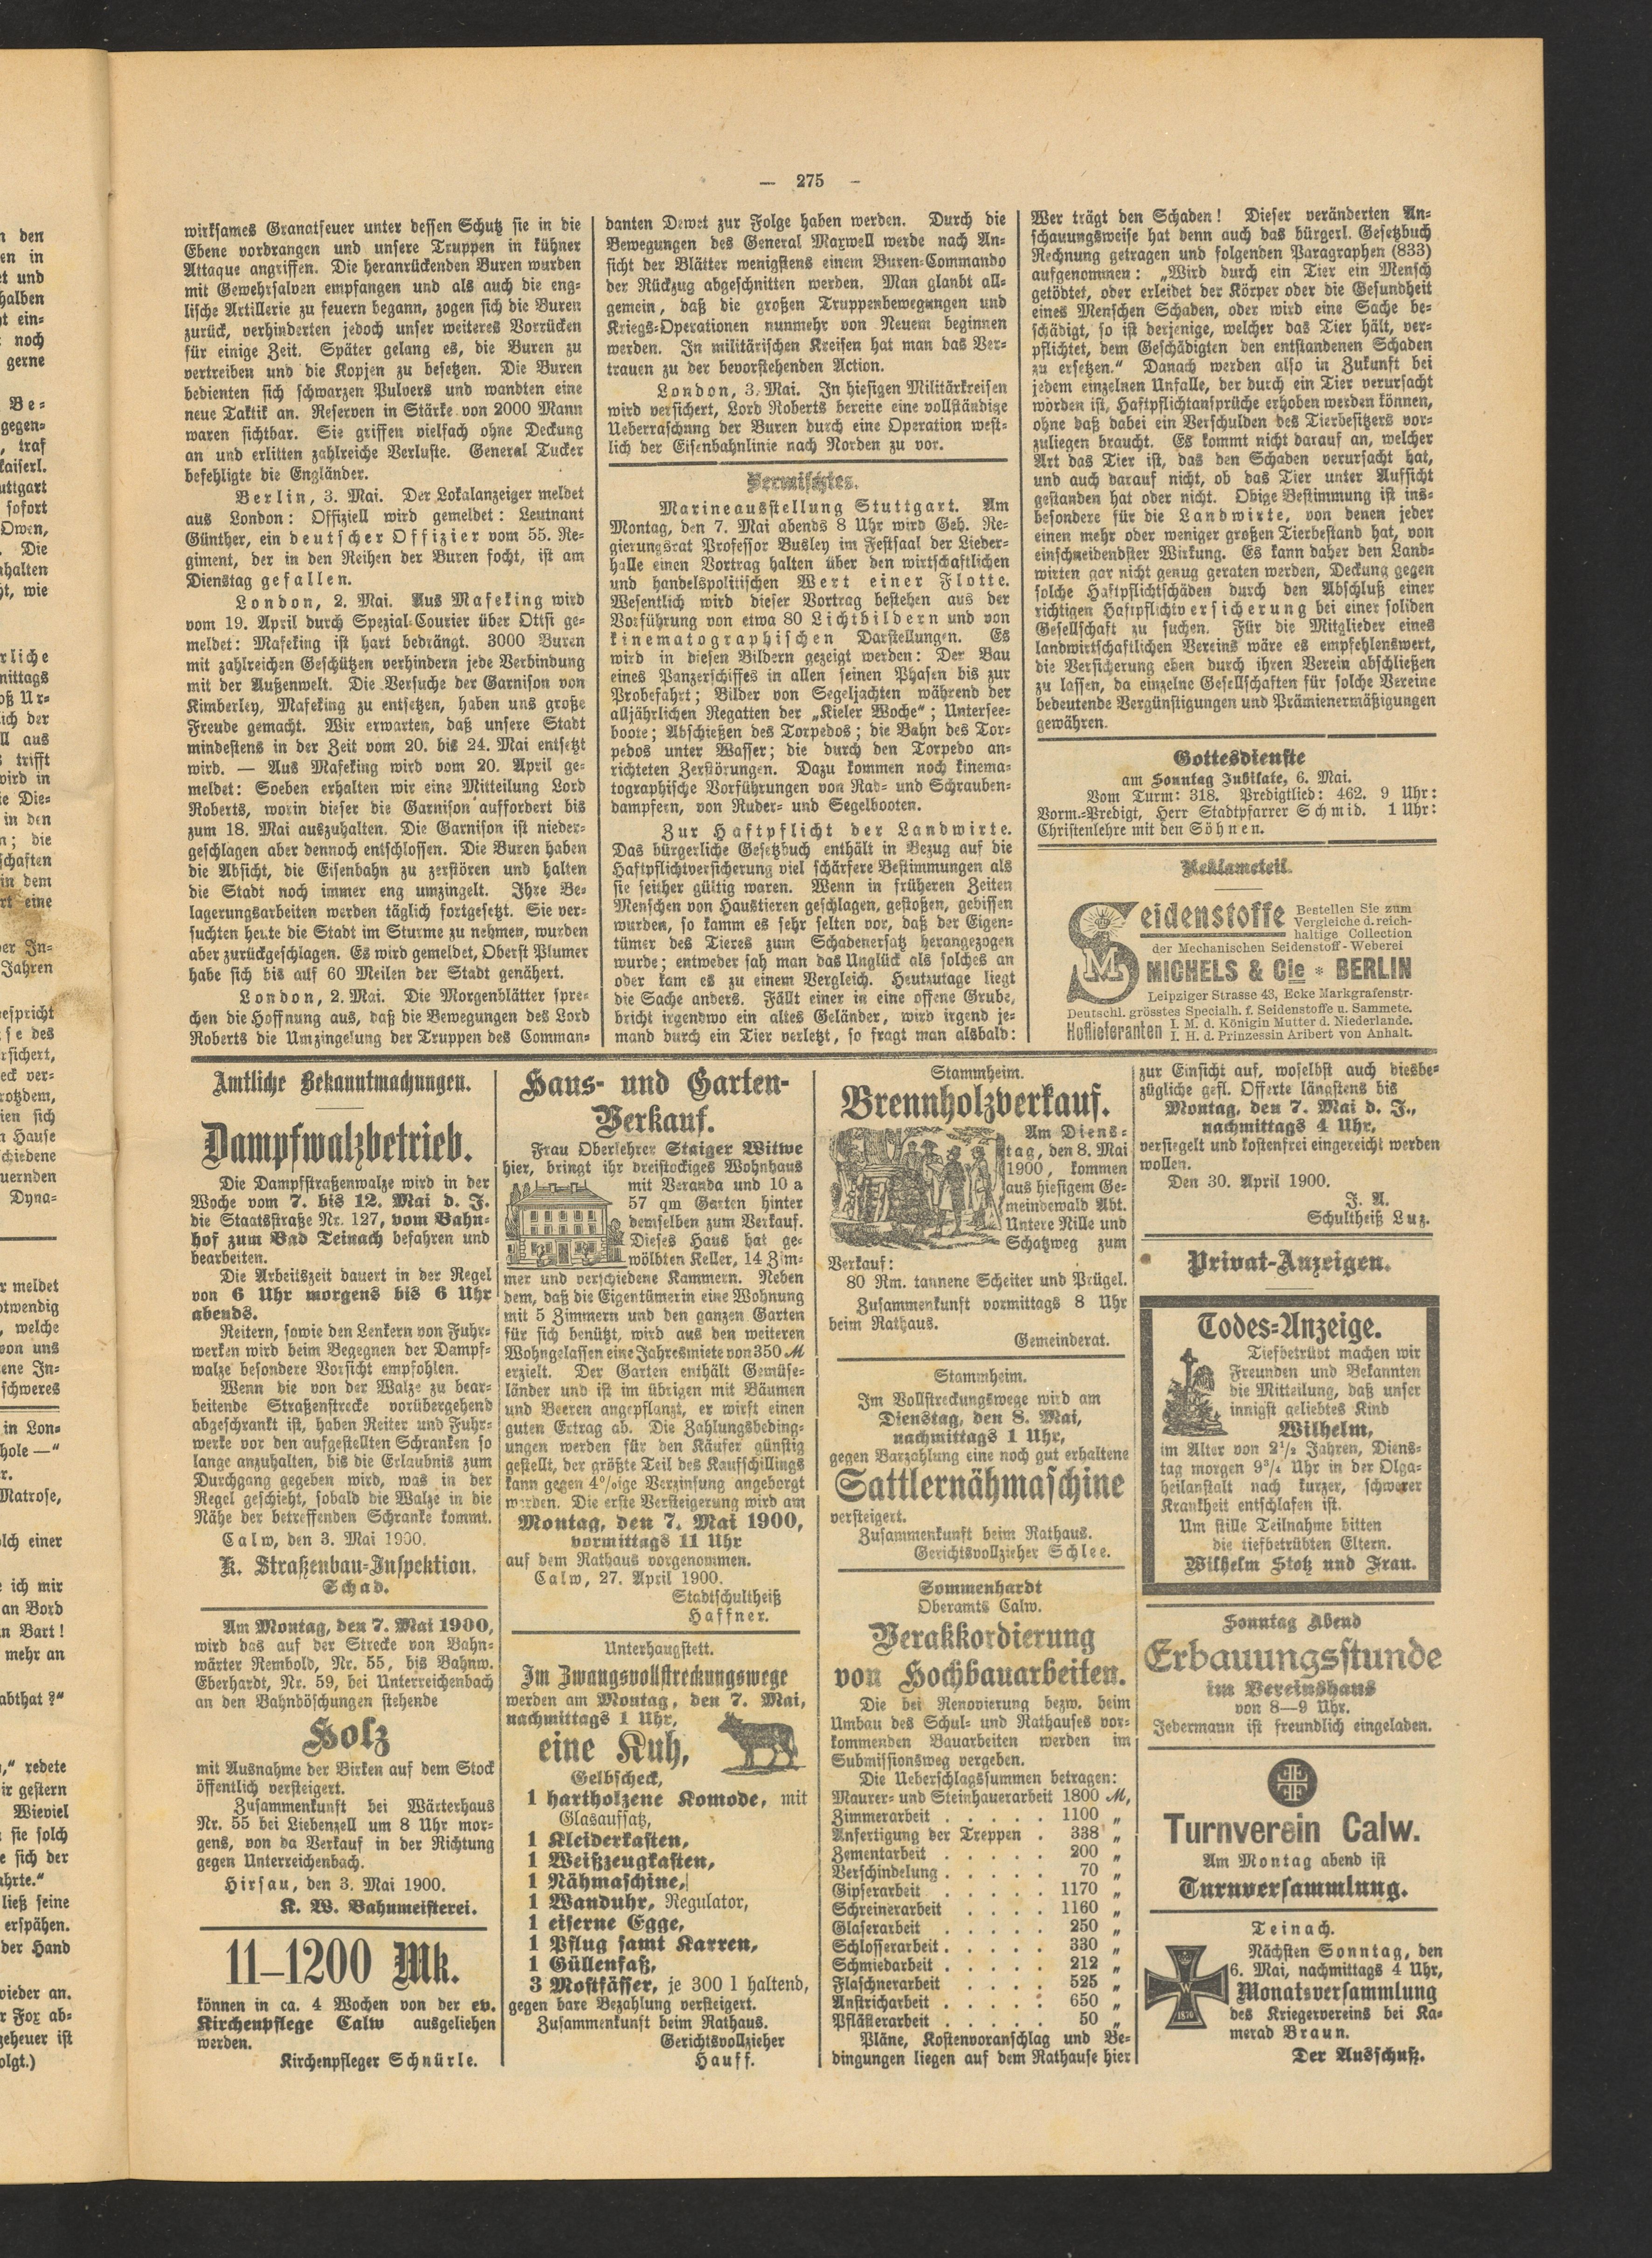 — 275 –
wirksames Granatfeuer unter dessen Schutz sie in die
Ebene vordrangen und unsere Truppen in kühner
Attaque angriffen. Die heranrückenden Buren wurden
mit Gewehrsalven empfangen und als auch die eng-
lische Artillerie zu feuern begann, zogen sich die Buren
zurück, verhinderten jedoch unser weiteres Vorrücken
für einige Zeit. Später gelang es, die Buren zu
vertreiben und die Kopjen zu besetzen. Die Buren
bedienten sich schwarzen Pulvers und wandten eine
neue Taktik an. Reserven in Stärke von 2000 Mann
waren sichtbar. Sie griffen vielfach ohne Deckung
an und erlitten zahlreiche Verluste. General Tucker
befehligte die Engländer.
Berlin, 3. Mai. Der Lokalanzeiger meldet
aus London: Offiziell wird gemeldet: Leutnant
Günther, ein deutscher Offizier vom 55. Re-
giment, der in den Reihen der Buren focht, ist am
Dienstag gefallen.
London, 2. Mai. Aus Mafeking wird
vom 19. April durch Spezial-Courier über Ottsi ge-
meldet: Mafeking ist hart bedrängt. 3000 Buren
mit zahlreichen Geschützen verhindern jede Verbindung
mit der Außenwelt. Die Versuche der Garnison von
Kimberley, Mafeking zu entsetzen, haben uns große
Freude gemacht. Wir erwarten, daß unsere Stadt
mindestens in der Zeit vom 20. bis 24. Mai entsetzt
wird. — Aus Mafeking wird vom 20. April ge-
meldet: Soeben erhalten wir eine Mitteilung Lord
Roberts, worin dieser die Garnison auffordert bis
zum 18. Mai auszuhalten. Die Garnison ist nieder-
geschlagen aber dennoch entschlossen. Die Buren haben
die Absicht, die Eisenbahn zu zerstören und halten
die Stadt noch immer eng umzingelt. Ihre Be-
lagerungsarbeiten werden täglich fortgesetzt. Sie ver-
suchten heute die Stadt im Sturme zu nehmen, wurden
aber zurückgeschlagen. Es wird gemeldet, Oberst Plumer
habe sich bis auf 60 Meilen der Stadt genähert.
London, 2. Mai. Die Morgenblätter spre-
chen die Hoffnung aus, daß die Bewegungen des Lord
Roberts die Umzingelung der Truppen des Comman-
danten Dewet zur Folge haben werden. Durch die
Bewegungen des General Maxwell werde nach An-
sicht der Blätter wenigstens einem Buren-Commando
der Rückzug abgeschnitten werden. Man glaubt all-
gemein, daß die großen Truppenbewegungen und
Kriegs-Operationen nunmehr von Neuem beginnen
werden. In militärischen Kreisen hat man das Ver-
trauen zu der bevorstehenden Action.
London, 3. Mai. In hiesigen Militärkreisen
wird versichert, Lord Roberts bereite eine vollständige
Ueberraschung der Buren durch eine Operation west-
lich der Eisenbahnlinie nach Norden zu vor.
Vermischtes.
Marineausstellung Stuttgart. Am
Montag, den 7. Mai abends 8 Uhr wird Geh. Re-
gierungsrat Professor Busley im Festsaal der Lieder-
halle einen Vortrag halten über den wirtschaftlichen
und handelspolitischen Wert einer Flotte.
Wesentlich wird dieser Vortrag bestehen aus der
Vorführung von etwa 80 Lichtbildern und von
kinematographischen Darstellungen. Es
wird in diesen Bildern gezeigt werden: Der Bau
eines Panzerschiffes in allen seinen Phasen bis zur
Probefahrt; Bilder von Segeljachten während der
alljährlichen Regatten der „Kieler Woche“; Untersee-
boote; Abschießen des Torpedos; die Bahn des Tor-
pedos unter Wasser; die durch den Torpedo an-
richteten Zerstörungen. Dazu kommen noch kinema-
tographische Vorführungen von Rad- und Schrauben-
dampfern, von Ruder- und Segelbooten.
Zur Haftpflicht der Landwirte.
Das bürgerliche Gesetzbuch enthält in Bezug auf die
Haftpflichtversicherung viel schärfere Bestimmungen als
sie seither gültig waren. Wenn in früheren Zeiten
Menschen von Haustieren geschlagen, gestoßen, gebissen
wurden, so kamm es sehr selten vor, daß der Eigen-
tümer des Tieres zum Schadenersatz herangezogen
wurde; entweder sah man das Unglück als solches an
oder kam es zu einem Vergleich. Heutzutage liegt
die Sache anders. Fällt einer in eine offene Grube,
bricht irgendwo ein altes Geländer, wird irgend je-
mand durch ein Tier verletzt, so fragt man alsbald:
Wer trägt den Schaden! Dieser veränderten An-
schauungsweise hat denn auch das bürgerl. Gesetzbuch
Rechnung getragen und folgenden Paragraphen (833)
aufgenommen: „Wird durch ein Tier ein Mensch
getödtet, oder erleidet der Körper oder die Gesundheit
eines Menschen Schaden, oder wird eine Sache be-
schädigt, so ist derjenige, welcher das Tier hält, ver-
pflichtet, dem Geschädigten den entstandenen Schaden
zu ersetzen.“ Danach werden also in Zukunft bei
jedem einzelnen Unfalle, der durch ein Tier verursacht
worden ist, Haftpflichtansprüche erhoben werden können,
ohne daß dabei ein Verschulden des Tierbesitzers vor-
zuliegen braucht. Es kommt nicht darauf an, welcher
Art das Tier ist, das den Schaden verursacht hat,
und auch darauf nicht, ob das Tier unter Aufsicht
gestanden hat oder nicht. Obige Bestimmung ist ins-
besondere für die Landwirte, von denen jeder
einen mehr oder weniger großen Tierbestand hat, von
einschneidendster Wirkung. Es kann daher den Land-
wirten gar nicht genug geraten werden, Deckung gegen
solche Haftpflichtschäden durch den Abschluß einer
richtigen Haftpflichtversicherung bei einer soliden
Gesellschaft zu suchen. Für die Mitglieder eines
landwirtschaftlichen Vereins wäre es empfehlenswert,
die Versicherung eben durch ihren Verein abschließen
zu lassen, da einzelne Gesellschaften für solche Vereine
bedeutende Vergünstigungen und Prämienermäßigungen
gewähren.
Gottesdienste
am Sonntag Jubilate, 6. Mai.
Vom Turm: 318. Predigtlied: 462. 9 Uhr:
Vorm.-Predigt, Herr Stadtpfarrer Schmid. 1 Uhr:
Christenlehre mit den Söhnen.
Reklameteil.
Seidenstoffe
Bestellen Sie zum
Vergleiche d. reich-
haltige Collection
der Mechanischen Seidenstoff-Weberei
MICHELS & Cie * BERLIN
Leipziger Strasse 43, Ecke Markgrafenstr.
Deutschl. grösstes Specialh. f. Seidenstoffe u. Sammete.
Hoflieferanten I. M. d. Königin Mutter d. Niederlande.
I. H. d. Prinzessin Aribert von Anhalt.
Amtliche Bekanntmachungen.
Dampfwalzbetrieb.
Die Dampfstraßenwalze wird in der
Woche vom 7. bis 12. Mai d. J.
die Staatsstraße Nr. 127, vom Bahn-
hof zum Bad Teinach befahren und
bearbeiten.
Die Arbeitszeit dauert in der Regel
von 6 Uhr morgens bis 6 Uhr
abends.
Reitern, sowie den Lenkern von Fuhr-
werken wird beim Begegnen der Dampf-
walze besondere Vorsicht empfohlen.
Wenn die von der Walze zu bear-
beitende Straßenstrecke vorübergehend
abgeschrankt ist, haben Reiter und Fuhr-
werke vor den aufgestellten Schranken so
lange anzuhalten, bis die Erlaubnis zum
Durchgang gegeben wird, was in der
Regel geschieht, sobald die Walze in die
Nähe der betreffenden Schranke kommt.
Calw, den 3. Mai 1900.
K. Straßenbau-Inspektion.
Schad.
Am Montag, den 7. Mai 1900,
wird das auf der Strecke von Bahn-
wärter Rembold, Nr. 55, bis Bahnw.
Eberhardt, Nr. 59, bei Unterreichenbach
an den Bahnböschungen stehende
Holz
mit Ausnahme der Birken auf dem Stock
öffentlich versteigert.
Zusammenkunft bei Wärterhaus
Nr. 55 bei Liebenzell um 8 Uhr mor-
gens, von da Verkauf in der Richtung
gegen Unterreichenbach.
Hirsau, den 3. Mai 1900.
K. W. Bahnmeisterei.
11–1200 Mk.
können in ca. 4 Wochen von der ev.
Kirchenpflege Calw ausgeliehen
werden.
Kirchenpfleger Schnürle.
Haus- und Garten-
Verkauf.
Frau Oberlehrer Staiger Witwe
hier, bringt ihr dreistockiges Wohnhaus
mit Veranda und 10 a
57 qm Garten hinter
demselben zum Verkauf.
Dieses Haus hat ge-
wölbten Keller, 14 Zim-
mer und verschiedene Kammern. Neben
dem, daß die Eigentümerin eine Wohnung
mit 5 Zimmern und den ganzen Garten
für sich benützt, wird aus den weiteren
Wohngelassen eine Jahresmiete von 350 M
erzielt. Der Garten enthält Gemüse-
länder und ist im übrigen mit Bäumen
und Beeren angepflanzt, er wirft einen
guten Ertrag ab. Die Zahlungsbeding-
ungen werden für den Käufer günstig
gestellt, der größte Teil des Kaufschillings
kann gegen 4%ige Verzinsung angeborgt
werden. Die erste Versteigerung wird am
Montag, den 7. Mai 1900,
vormittags 11 Uhr
auf dem Rathaus vorgenommen.
Calw, 27. April 1900.
Stadtschultheiß
Haffner.
Unterhaugstett.
Im Zwangsvollstreckungswege
werden am Montag, den 7. Mai,
nachmittags 1 Uhr,
eine Kuh,
Gelbscheck,
1 hartholzene Komode, mit
Glasaufsatz,
1 Kleiderkasten,
1 Weißzeugkasten,
1 Nähmaschine,
1 Wanduhr, Regulator,
1 eiserne Egge,
1 Pflug samt Karren,
1 Güllenfaß,
3 Mostfässer, je 300 l haltend,
gegen bare Bezahlung versteigert.
Zusammenkunft beim Rathaus.
Gerichtsvollzieher
Hauff.
Stammheim.
Brennholzverkauf.
Am Diens-
tag, den 8. Mai
1900, kommen
aus hiesigem Ge-
meindewald Abt.
Untere Nille und
Schatzweg zum
Verkauf:
80 Rm. tannene Scheiter und Prügel.
Zusammenkunft vormittags 8 Uhr
beim Rathaus.
Gemeinderat.
Stammheim.
Im Vollstreckungswege wird am
Dienstag, den 8. Mai,
nachmittags 1 Uhr,
gegen Barzahlung eine noch gut erhaltene
Sattlernähmaschine
versteigert.
Zusammenkunft beim Rathaus.
Gerichtsvollzieher Schlee.
Sommenhardt
Oberamts Calw.
Verakkordierung
von Hochbauarbeiten.
Die bei Renovierung bezw. beim
Umbau des Schul- und Rathauses vor-
kommenden Bauarbeiten werden im
Submissionsweg vergeben.
Die Ueberschlagssummen betragen:
Maurer- und Steinhauerarbeit 1800 M,
Zimmerarbeit . . . . . 1100 „
Anfertigung der Treppen . 338 „
Zementarbeit . . . . . 200 „
Verschindelung . . . . . 70 „
Gipserarbeit . . . . . 1170 „
Schreinerarbeit . . . . 1160 „
Glaserarbeit . . . . . 250 „
Schlosserarbeit . . . . . 330 „
Schmiedarbeit . . . . . 212 „
Flaschnerarbeit . . . . 525 „
Anstricharbeit . . . . . 650 „
Pflästerarbeit . . . . . 50 „
Pläne, Kostenvoranschlag und Be-
dingungen liegen auf dem Rathause hier
zur Einsicht auf, woselbst auch diesbe-
zügliche gefl. Offerte längstens bis
Montag, den 7. Mai d. J.,
nachmittags 4 Uhr,
versiegelt und kostenfrei eingereicht werden
wollen.
Den 30. April 1900.
J. A.
Schultheiß Luz.
Privat-Anzeigen.
Todes-Anzeige.
Tiefbetrübt machen wir
Freunden und Bekannten
die Mitteilung, daß unser
innigst geliebtes Kind
Wilhelm,
im Alter von 2½ Jahren, Diens-
tag morgen 9¾ Uhr in der Olga-
heilanstalt nach kurzer, schwerer
Krankheit entschlafen ist.
Um stille Teilnahme bitten
die tiefbetrübten Eltern.
Wilhelm Stotz und Frau.
Sonntag Abend
Erbauungsstunde
im Vereinshaus
von 8–9 Uhr.
Jedermann ist freundlich eingeladen.
Turnverein Calw.
Am Montag abend ist
Turnversammlung.
Teinach.
Nächsten Sonntag, den
6. Mai, nachmittags 4 Uhr,
Monatsversammlung
des Kriegervereins bei Ka-
merad Braun.
Der Ausschuß.